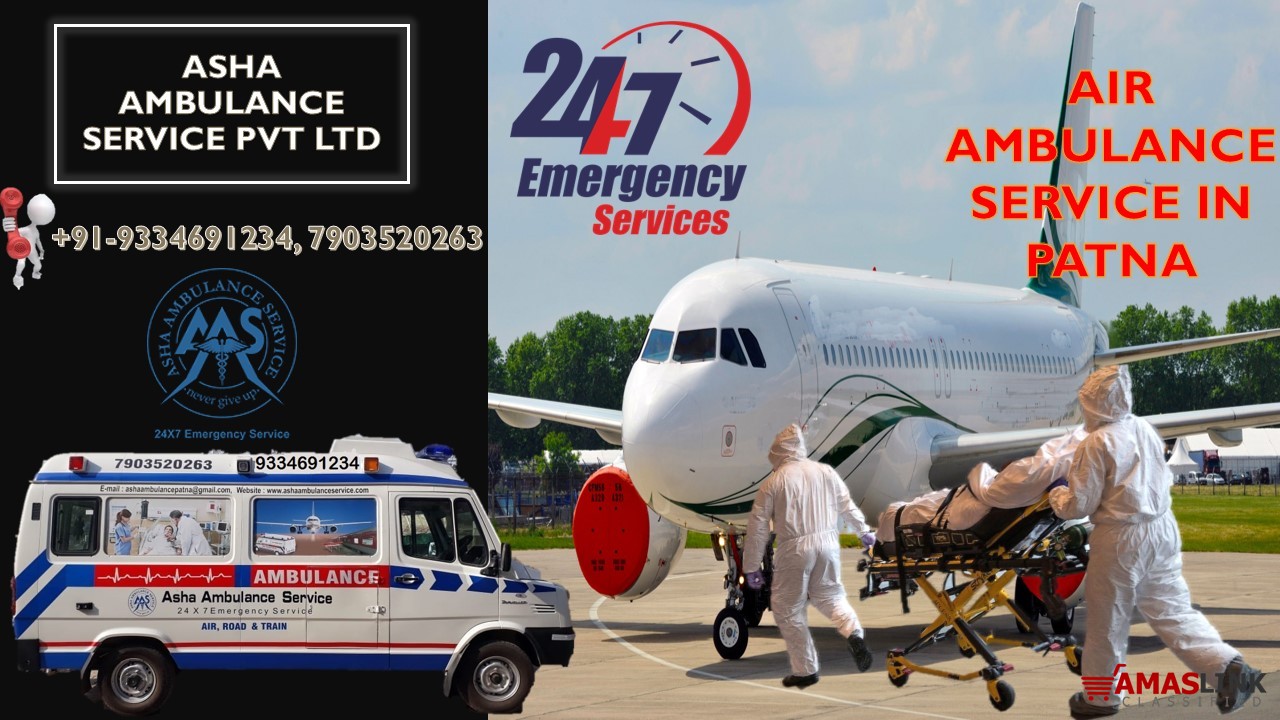 ASHA
AMBULANCE
SERVICE PVT LTD
+91-9334691234, 7903520263
ASHA AMBULANCE SERVICE
AAS
never give up.
24X7 Emergency Service
7903520263 9334691234
E-mail : ashaambulancepatna@gmail.com, Website : www.ashaambulanceservice.com
AMBULANCE
Asha Ambulance Service
24 X 7 Emergency Service
AIR, ROAD & TRAIN
24/7
Emergency
Services
AIR
AMBULANCE
SERVICE IN
PATNA
AMASLINK
CLASSIFIED